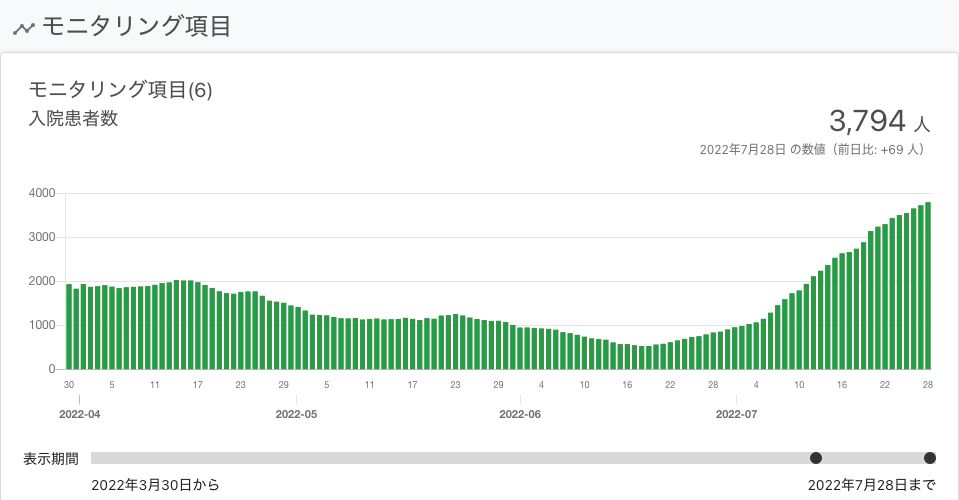 モニタリング項目
モニタリング項目(6)
入院患者数
3,794 人
2022年7月28日 の数値（前日比: +69 人）
4000
3000
2000
1000
0
30 5 11 17 23 29 5 11 17 23 29 4 10 16 22 28 4 10 16 22 28
2022-04 2022-05 2022-06 2022-07
表示期間
2022年3月30日から 2022年7月28日まで